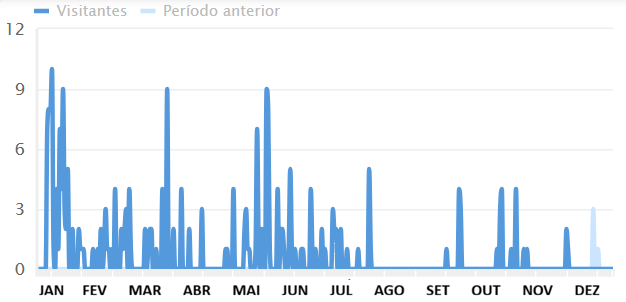 Visitantes Período anterior
12
9
6
3
0
JAN FEV MAR ABR MAI JUN JUL AGO SET OUT NOV DEZ